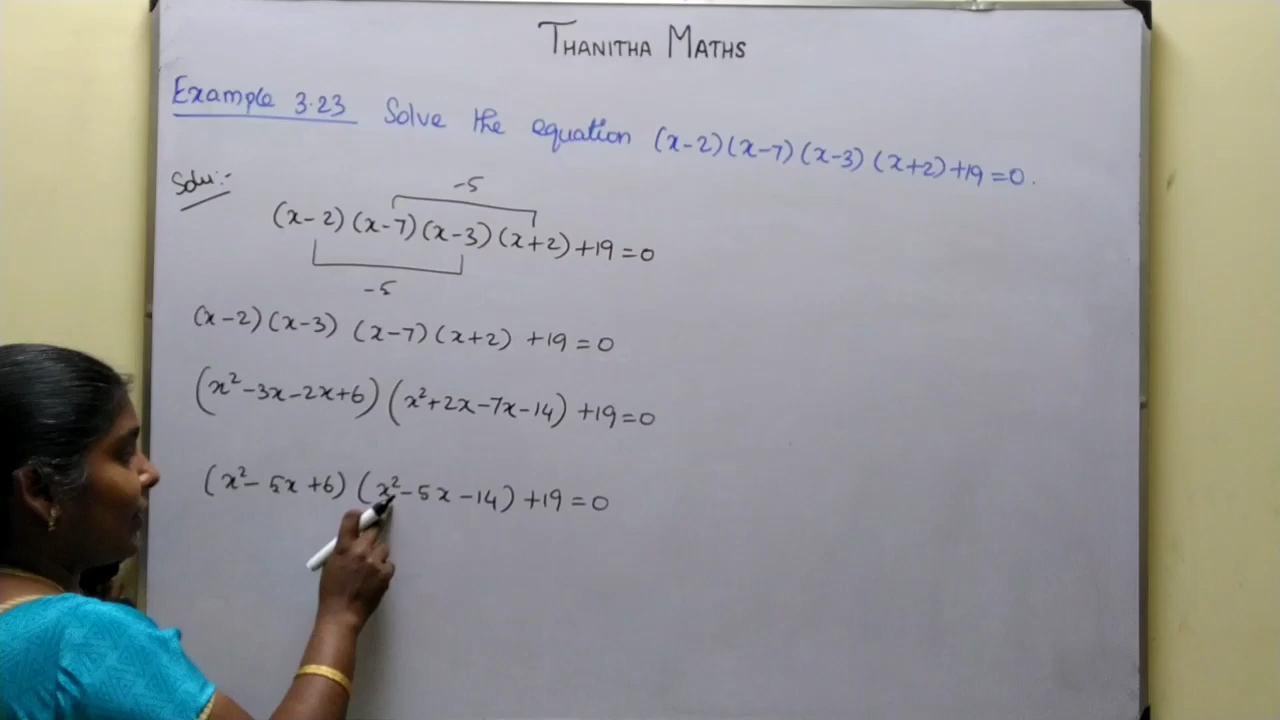 THANITHA MATHS
Example 3.23 Solve the equation (x-2)(x-7)(x-3)(x+2)+19=0.
Solu:-
-5
(x-2)(x-7)(x-3)(x+2)+19=0
-5
(x-2)(x-3) (x-7)(x+2) +19=0
(x²-3x-2x+6)(x²+2x-7x-14)+19=0
(x²-5x+6)(x²-5x-14)+19=0